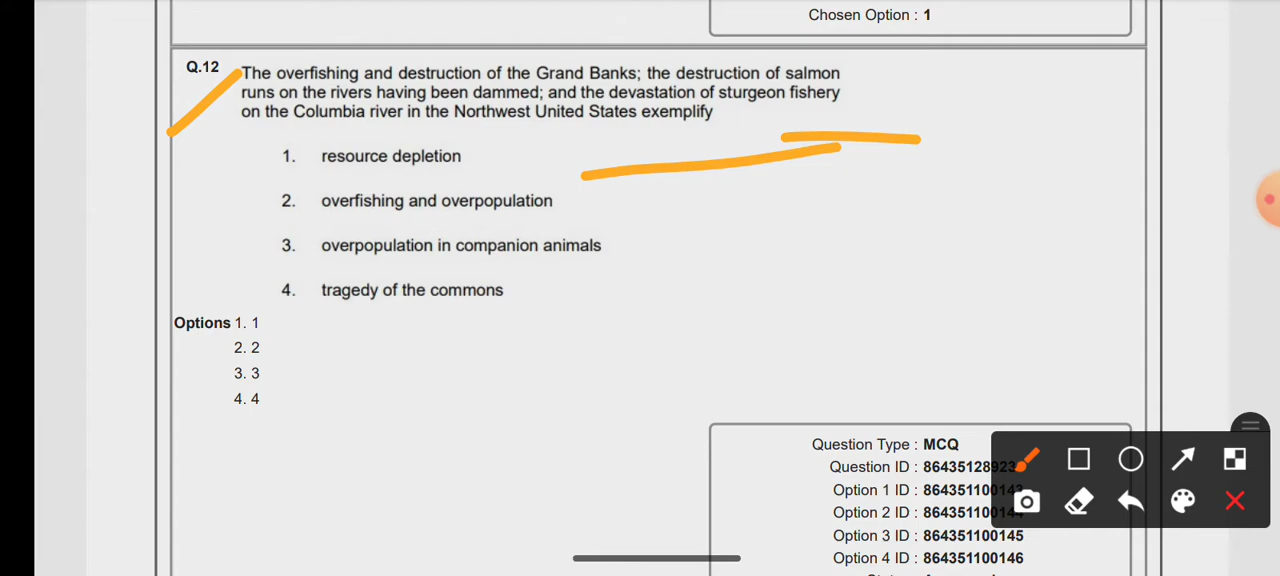 Chosen Option : 1
Q.12 The overfishing and destruction of the Grand Banks; the destruction of salmon
runs on the rivers having been dammed; and the devastation of sturgeon fishery
on the Columbia river in the Northwest United States exemplify
1. resource depletion
2. overfishing and overpopulation
3. overpopulation in companion animals
4. tragedy of the commons
Options 1. 1
2. 2
3. 3
4. 4
Question Type : MCQ
Question ID : 86435128923
Option 1 ID : 864351100143
Option 2 ID : 864351100144
Option 3 ID : 864351100145
Option 4 ID : 864351100146